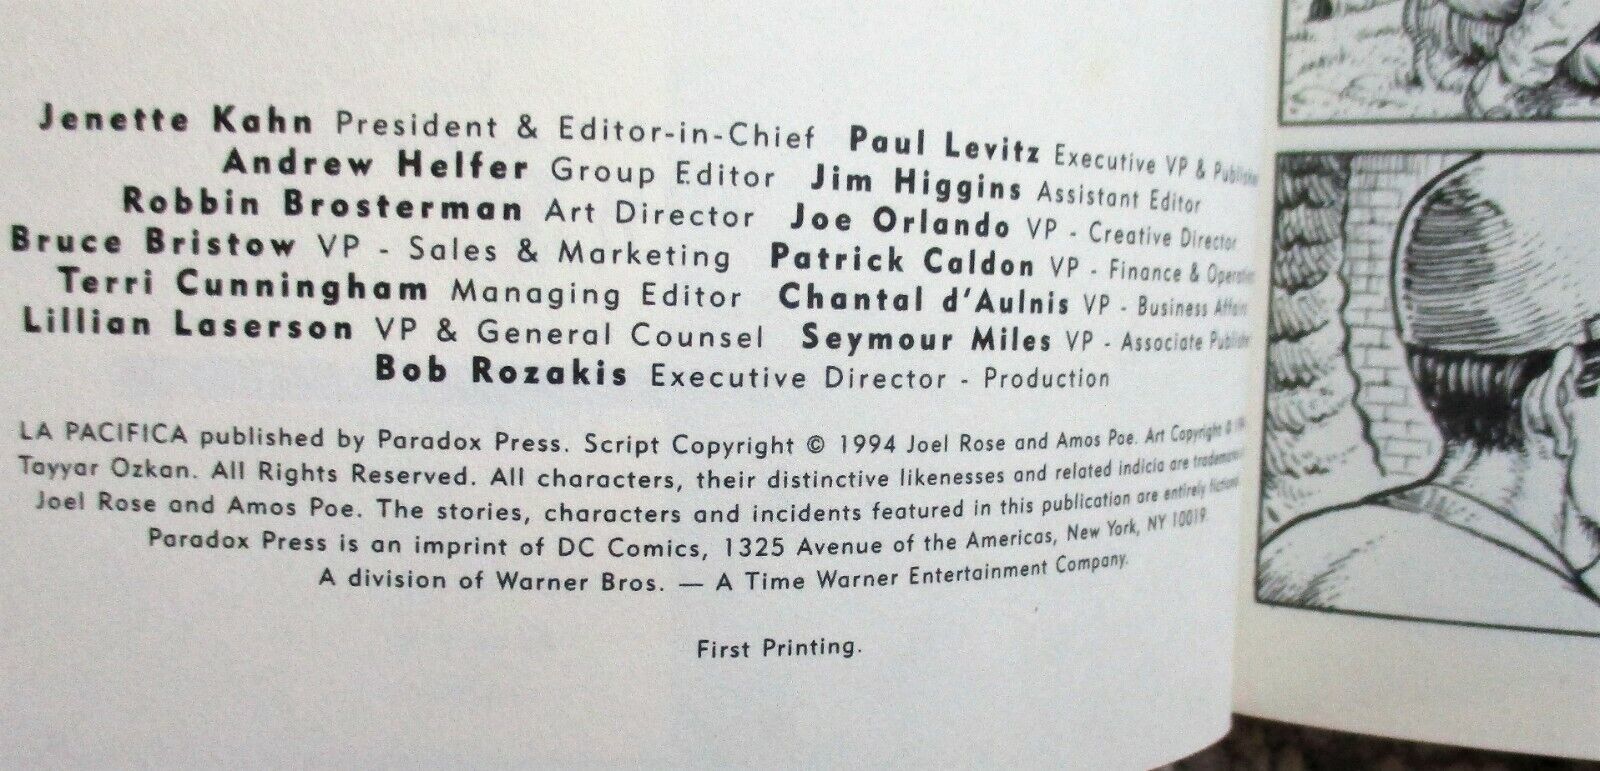 Jenette Kahn President & Editor-in-Chief Paul Levitz Executive VP & Publisher
Andrew Helfer Group Editor Jim Higgins Assistant Editor
Robbin Brosterman Art Director Joe Orlando VP - Creative Director
Bruce Bristow VP - Sales & Marketing Patrick Caldon VP - Finance & Operations
Terri Cunningham Managing Editor Chantal d'Aulnis VP - Business Affairs
Lillian Laserson VP & General Counsel Seymour Miles VP - Associate Publisher
Bob Rozakis Executive Director - Production
LA PACIFICA published by Paradox Press. Script Copyright © 1994 Joel Rose and Amos Poe. Art Copyright ©
Tayyar Ozkan. All Rights Reserved. All characters, their distinctive likenesses and related indicia are trademarks
Joel Rose and Amos Poe. The stories, characters and incidents featured in this publication are entirely fictional.
Paradox Press is an imprint of DC Comics, 1325 Avenue of the Americas, New York, NY 10019.
A division of Warner Bros. — A Time Warner Entertainment Company.
First Printing.